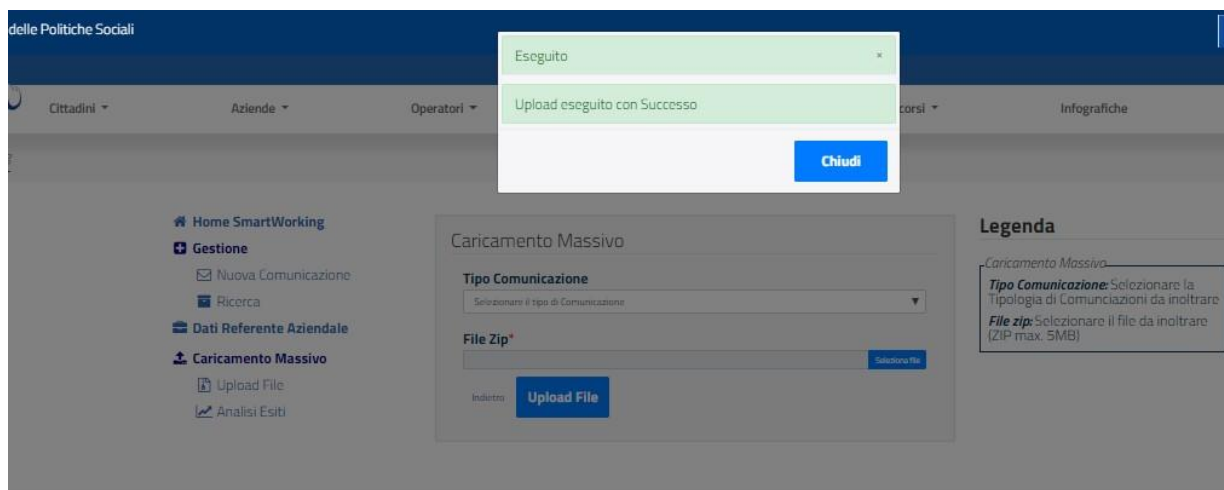 delle Politiche Sociali
Eseguito ×
Upload eseguito con Successo
Chiudi
Cittadini
Aziende
Operatori
corsi
Infografiche
Home SmartWorking
Gestione
Nuova Comunicazione
Ricerca
Dati Referente Aziendale
Caricamento Massivo
Upload File
Analisi Esiti
Caricamento Massivo
Tipo Comunicazione
Selezionare il tipo di Comunicazione
File Zip*
Seleziona file
Indietro
Upload File
Legenda
Caricamento Massivo
Tipo Comunicazione: Selezionare la
Tipologia di Comunciazioni da inoltrare
File zip: Selezionare il file da inoltrare
(ZIP max. 5MB)